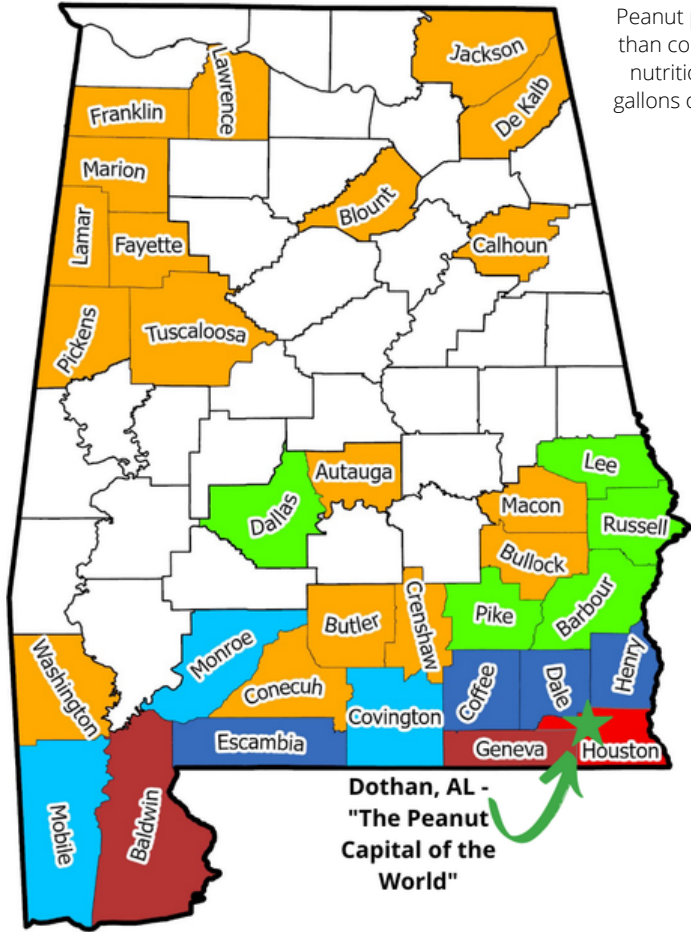 Peanut
than
nutritio
gallons
Jackson
Lawrence
De Kalb
Franklin
Marion
Blount
Lamar
Fayette
Calhoun
Pickens
Tuscaloosa
Autauga
Lee
Macon
Dallas
Russell
Bullock
Butler
Crenshaw
Pike
Barbour
Washington
Monroe
Conecuh
Covington
Coffee
Dale
Henry
Escambia
Geneva
Houston
Mobile
Baldwin
Dothan, AL -
"The Peanut
Capital of the
World"